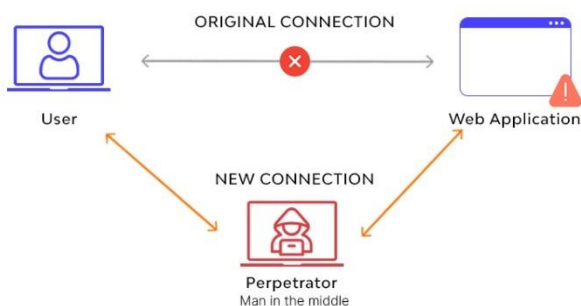 ORIGINAL CONNECTION
User
Web Application
NEW CONNECTION
Perpetrator
Man in the middle